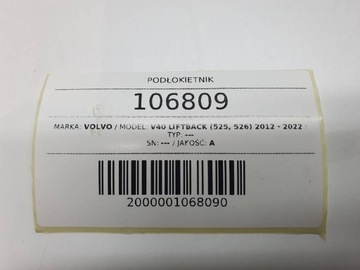 PODŁOKIETNIK
106809
MARKA: VOLVO / MODEL: V40 LIFTBACK (525, 526) 2012 - 2022
TYP: ---
SN: --- / JAKOŚĆ: A
2000001068090